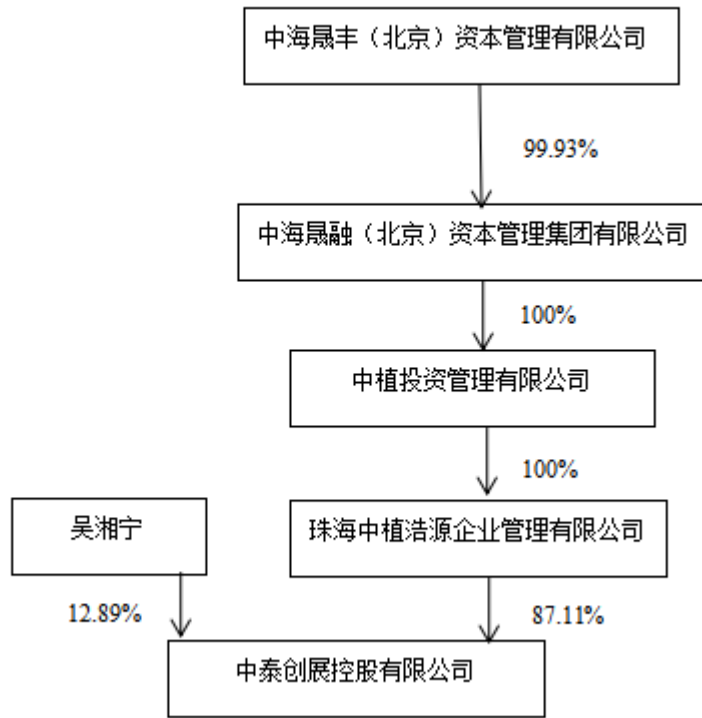 中海晟丰（北京）资本管理有限公司
99.93%
中海晟融（北京）资本管理集团有限公司
100%
中植投资管理有限公司
100%
吴湘宁
珠海中植浩源企业管理有限公司
12.89%
87.11%
中泰创展控股有限公司